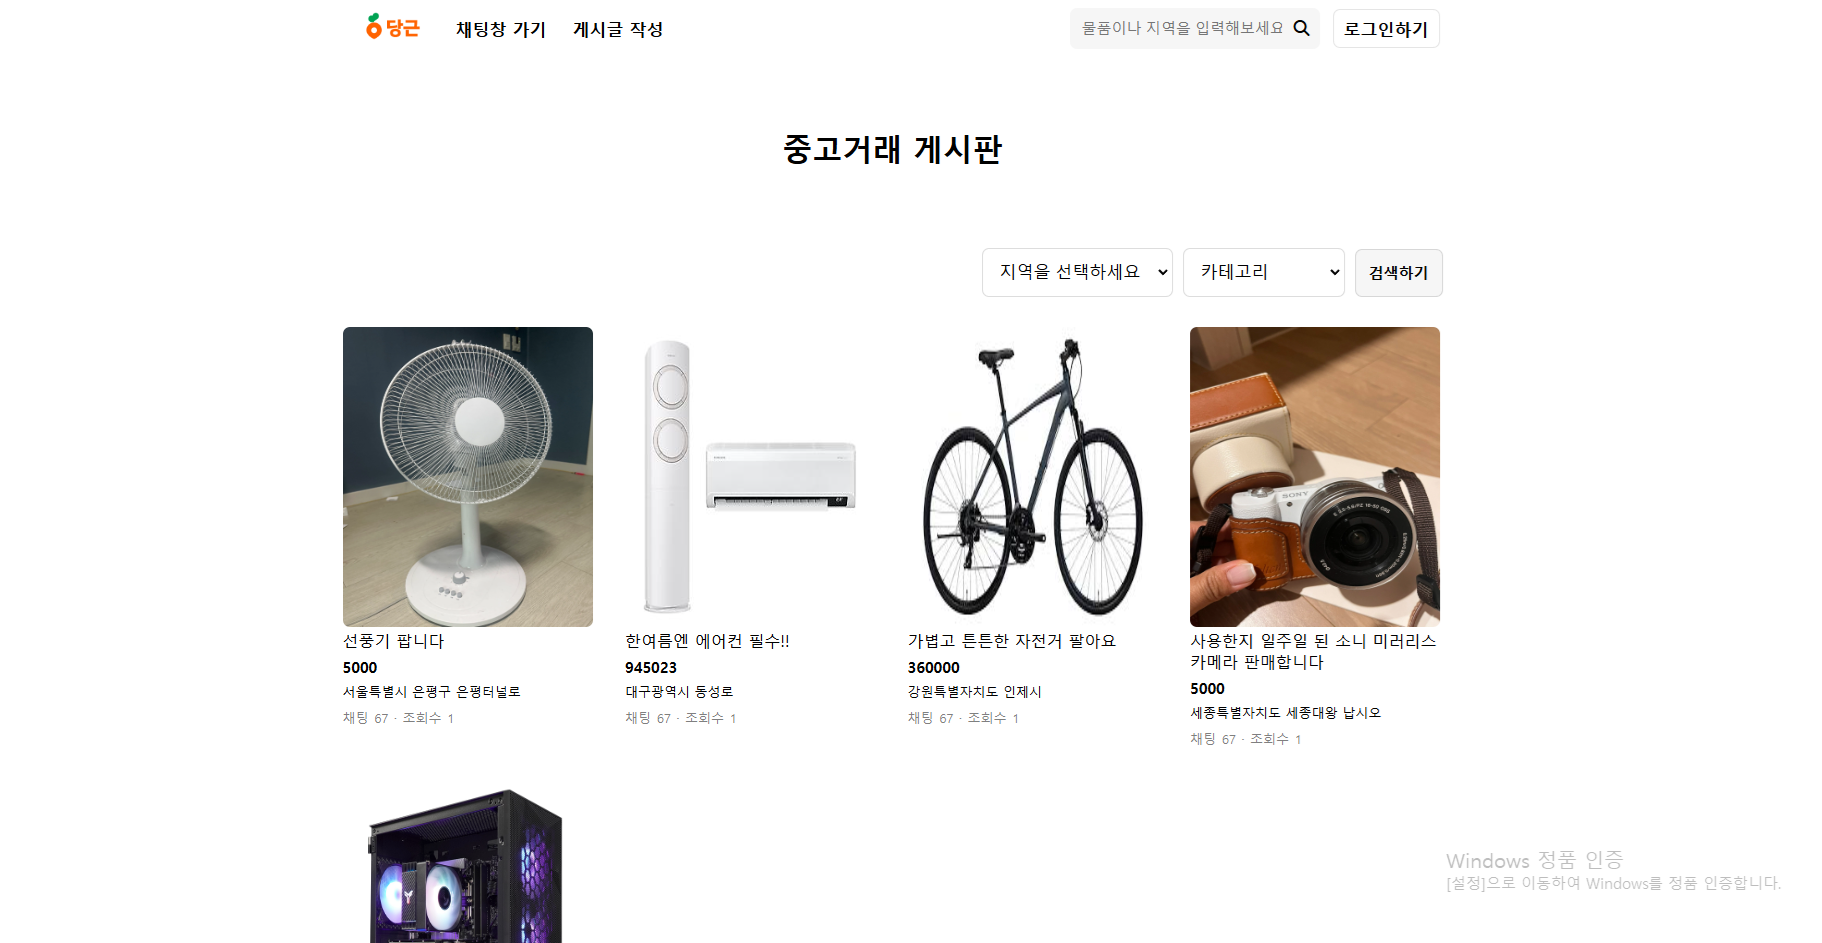 당근
채팅창 가기
게시글 작성
물품이나 지역을 입력해보세요
로그인하기
중고거래 게시판
지역을 선택하세요
카테고리
검색하기
SONY
선풍기 팝니다
5000
서울특별시 은평구 은평터널로
채팅 67 · 조회수 1
한여름엔 에어컨 필수!!
945023
대구광역시 동성로
채팅 67 · 조회수 1
가볍고 튼튼한 자전거 팔아요
360000
강원특별자치도 인제시
채팅 67 · 조회수 1
사용한지 일주일 된 소니 미러리스
카메라 판매합니다
5000
세종특별자치도 세종대왕 납시오
채팅 67 · 조회수 1
Windows 정품 인증
[설정]으로 이동하여 Windows를 정품 인증합니다.